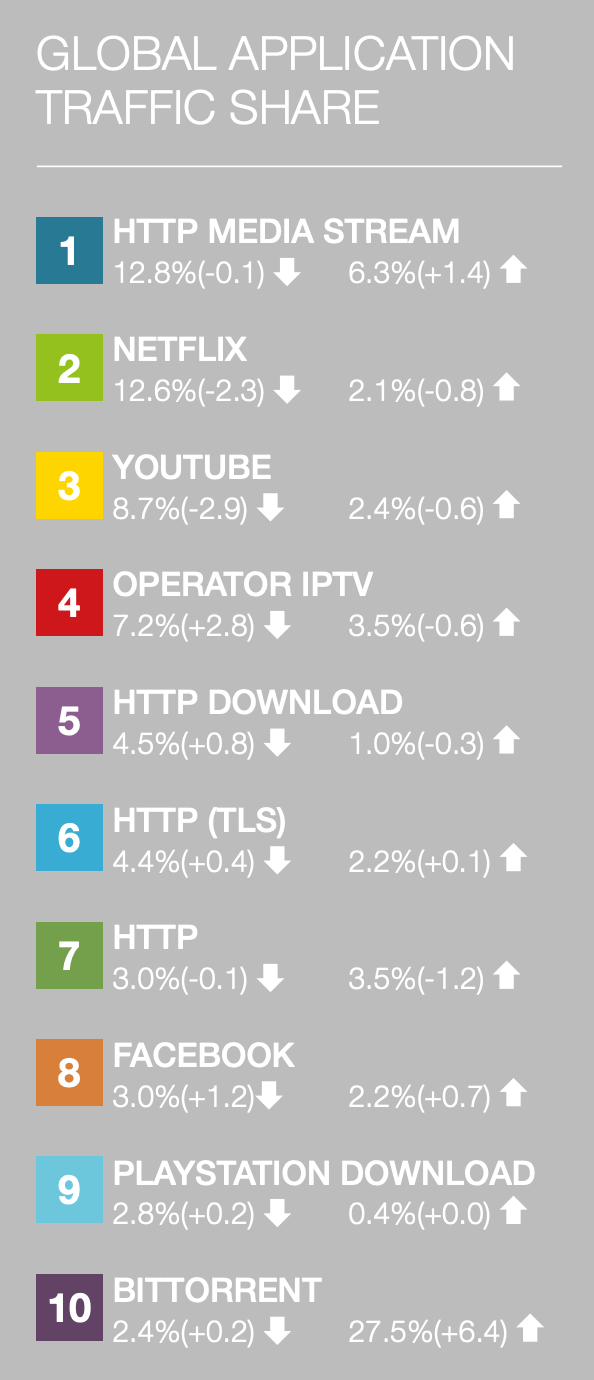 GLOBAL APPLICATION
TRAFFIC SHARE
1
HTTP MEDIA STREAM
12.8%(-0.1) 6.3%(+1.4)
2
NETFLIX
12.6%(-2.3) 2.1%(-0.8)
3
YOUTUBE
8.7%(-2.9) 2.4%(-0.6)
4
OPERATOR IPTV
7.2%(+2.8) 3.5%(-0.6)
5
HTTP DOWNLOAD
4.5%(+0.8) 1.0%(-0.3)
6
HTTP (TLS)
4.4%(+0.4) 2.2%(+0.1)
7
HTTP
3.0%(-0.1) 3.5%(-1.2)
8
FACEBOOK
3.0%(+1.2) 2.2%(+0.7)
9
PLAYSTATION DOWNLOAD
2.8%(+0.2) 0.4%(+0.0)
10
BITTORRENT
2.4%(+0.2) 27.5%(+6.4)